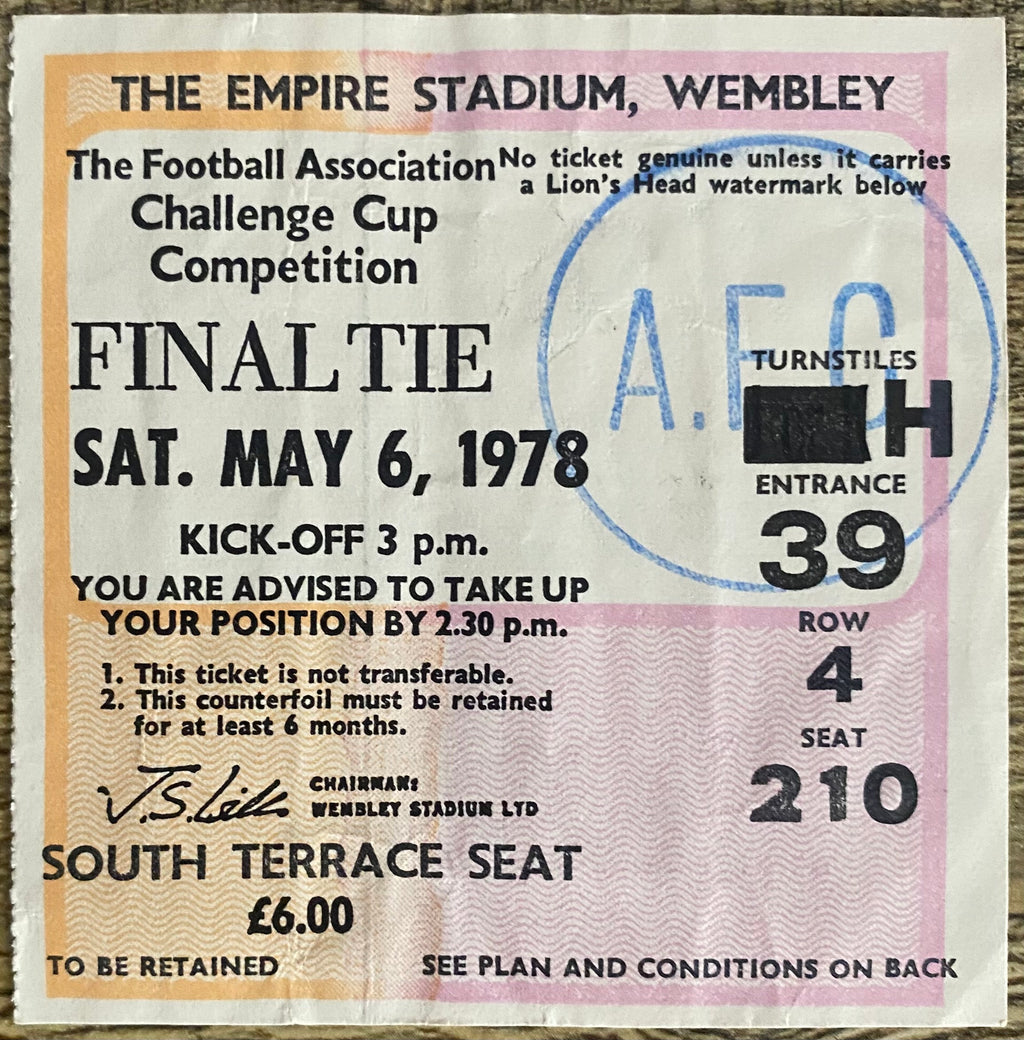 THE EMPIRE STADIUM, WEMBLEY
The Football Association
Challenge Cup
Competition
No ticket genuine unless it carries
a Lion's Head watermark below
FINAL TIE
SAT. MAY 6, 1978
KICK-OFF 3 p.m.
YOU ARE ADVISED TO TAKE UP
YOUR POSITION BY 2.30 p.m.
1. This ticket is not transferable.
2. This counterfoil must be retained
for at least 6 months.
CHAIRMAN:
WEMBLEY STADIUM LTD
SOUTH TERRACE SEAT
£6.00
TO BE RETAINED
A.F.C
TURNSTILES
H
ENTRANCE
39
ROW
4
SEAT
210
SEE PLAN AND CONDITIONS ON BACK